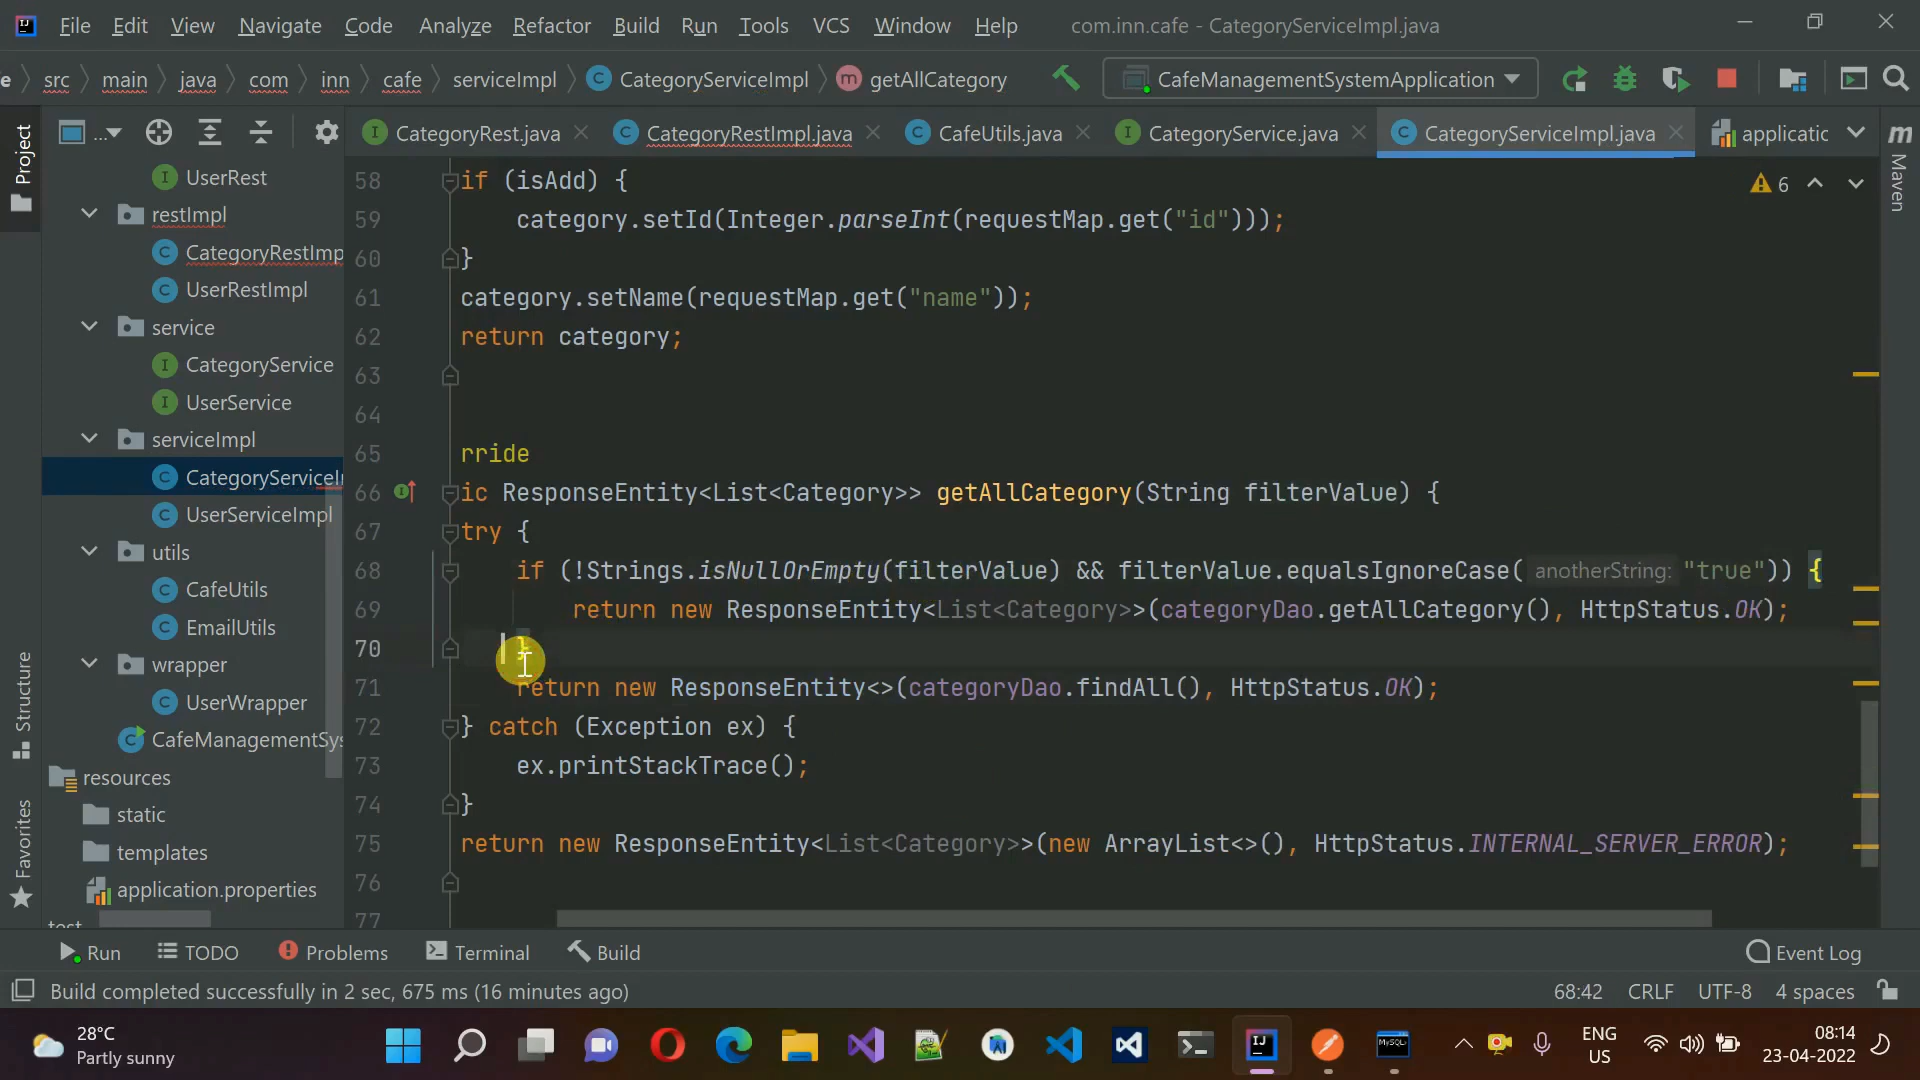 File Edit View Navigate Code Analyze Refactor Build Run Tools VCS Window Help com.inn.cafe - CategoryServiceImpl.java
e src main java com inn cafe serviceImpl CategoryServiceImpl getAllCategory CafeManagementSystemApplication
Project
... CategoryRest.java CategoryRestImpl.java CafeUtils.java CategoryService.java CategoryServiceImpl.java applicatic
Maven
UserRest
restImpl
CategoryRestImp
UserRestImpl
service
CategoryService
UserService
serviceImpl
CategoryServiceI
UserServiceImpl
utils
CafeUtils
EmailUtils
wrapper
UserWrapper
CafeManagementSys
resources
static
templates
application.properties
test
Structure
Favorites
6
58 if (isAdd) {
59 category.setId(Integer.parseInt(requestMap.get("id")));
60 }
61 category.setName(requestMap.get("name"));
62 return category;
63
64
65 rride
66 ic ResponseEntity<List<Category>> getAllCategory(String filterValue) {
67 try {
68 if (!Strings.isNullOrEmpty(filterValue) && filterValue.equalsIgnoreCase( anotherString: "true")) {
69 return new ResponseEntity<List<Category>>(categoryDao.getAllCategory(), HttpStatus.OK);
70 }
71 return new ResponseEntity<>(categoryDao.findAll(), HttpStatus.OK);
72 } catch (Exception ex) {
73 ex.printStackTrace();
74 }
75 return new ResponseEntity<List<Category>>(new ArrayList<>(), HttpStatus.INTERNAL_SERVER_ERROR);
76
77
Run TODO Problems Terminal Build Event Log
Build completed successfully in 2 sec, 675 ms (16 minutes ago) 68:42 CRLF UTF-8 4 spaces
28°C
Partly sunny
ENG
US
08:14
23-04-2022